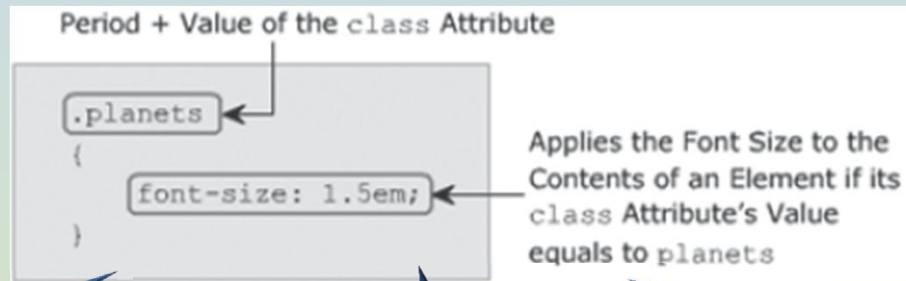 Period + Value of the class Attribute
.planets
{
font-size: 1.5em;
}
Applies the Font Size to the
Contents of an Element if its
class Attribute's Value
equals to planets